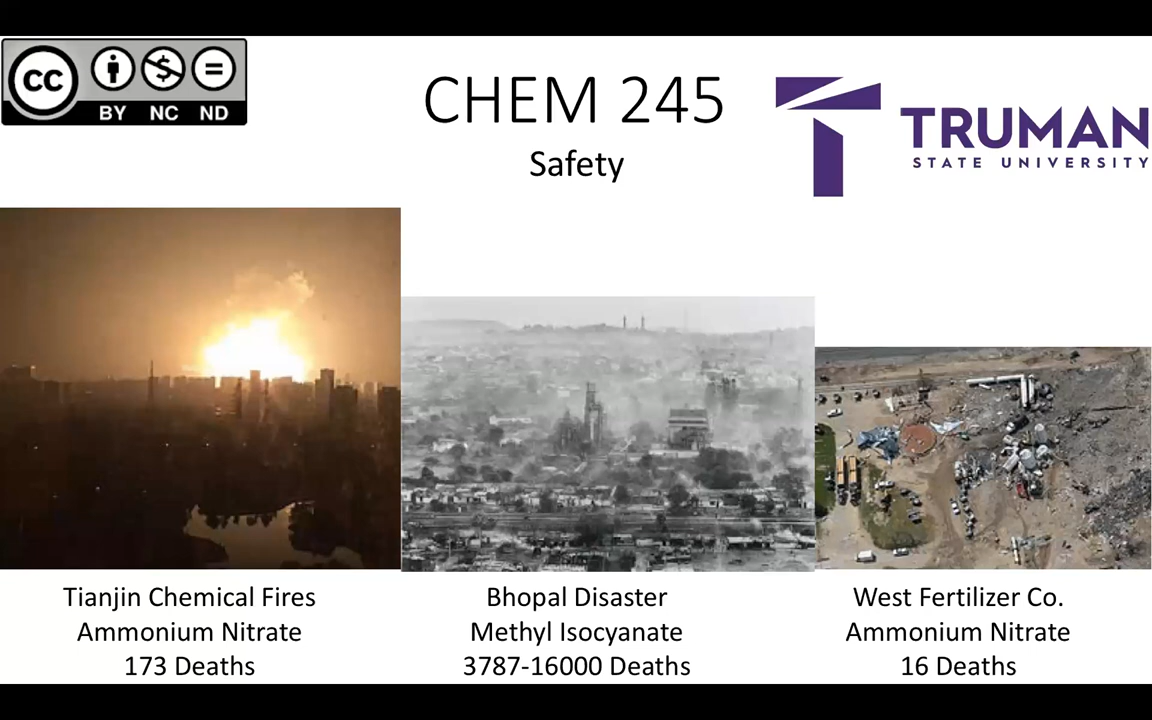 CC
BY NC ND
CHEM 245
Safety
TRUMAN
STATE UNIVERSITY
Tianjin Chemical Fires
Ammonium Nitrate
173 Deaths
Bhopal Disaster
Methyl Isocyanate
3787-16000 Deaths
West Fertilizer Co.
Ammonium Nitrate
16 Deaths